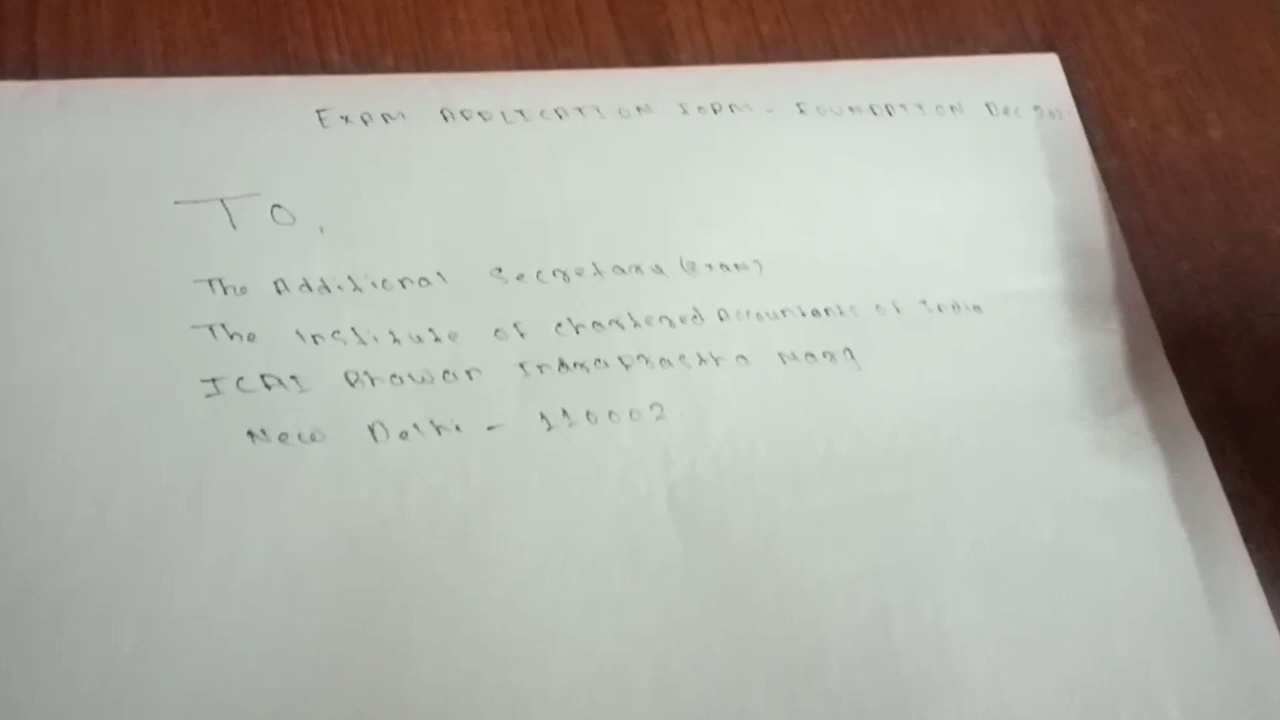 EXAM APPLICATION FORM - FOUNDATION DEC
To,
The Additional Secretary (Exam)
The Institute of Chartered Accountants of India
ICAI Bhawan Indraprastha Marg
New Delhi - 110002